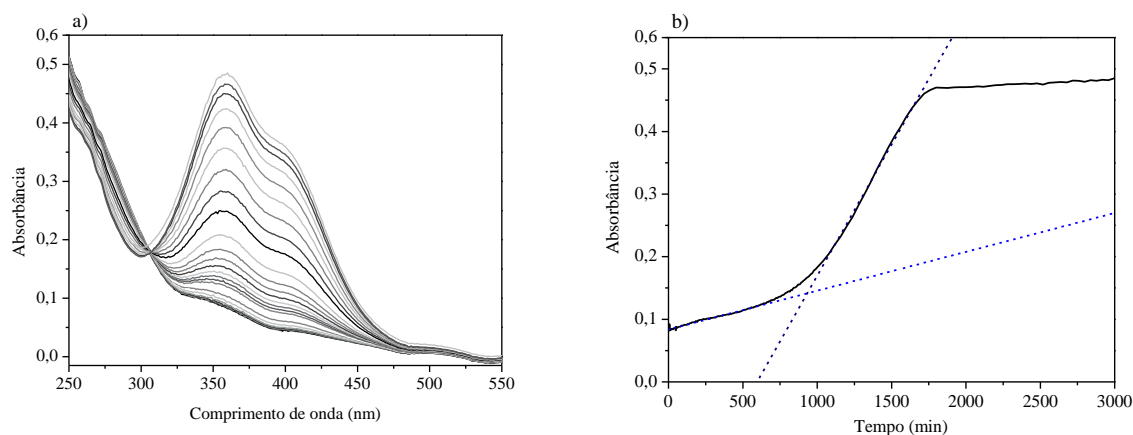 a)
0,6
0,5
0,4
0,3
0,2
0,1
0,0
Absorbância
250 300 350 400 450 500 550
Comprimento de onda (nm)
b)
0,6
0,5
0,4
0,3
0,2
0,1
0,0
Absorbância
0 500 1000 1500 2000 2500 3000
Tempo (min)